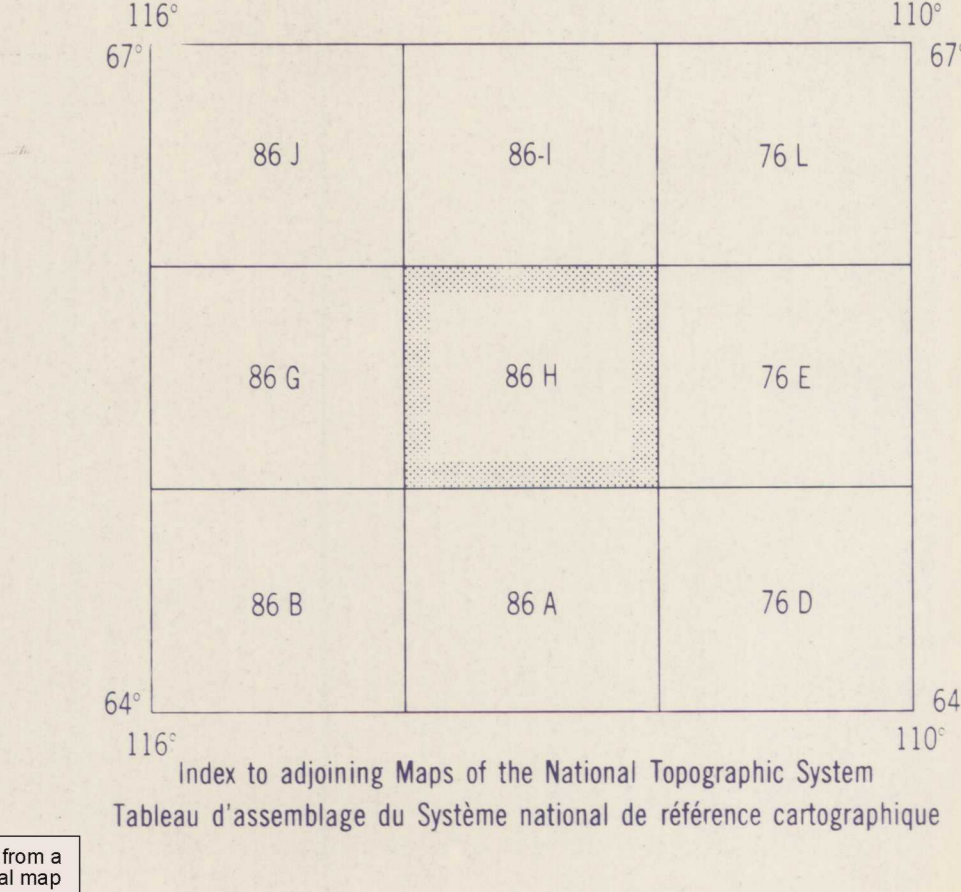 116° 110°
67° 67°
86 J 86-I 76 L
86 G 86 H 76 E
86 B 86 A 76 D
64° 64
116° 110°
Index to adjoining Maps of the National Topographic System
Tableau d'assemblage du Système national de référence cartographique
from a
al map